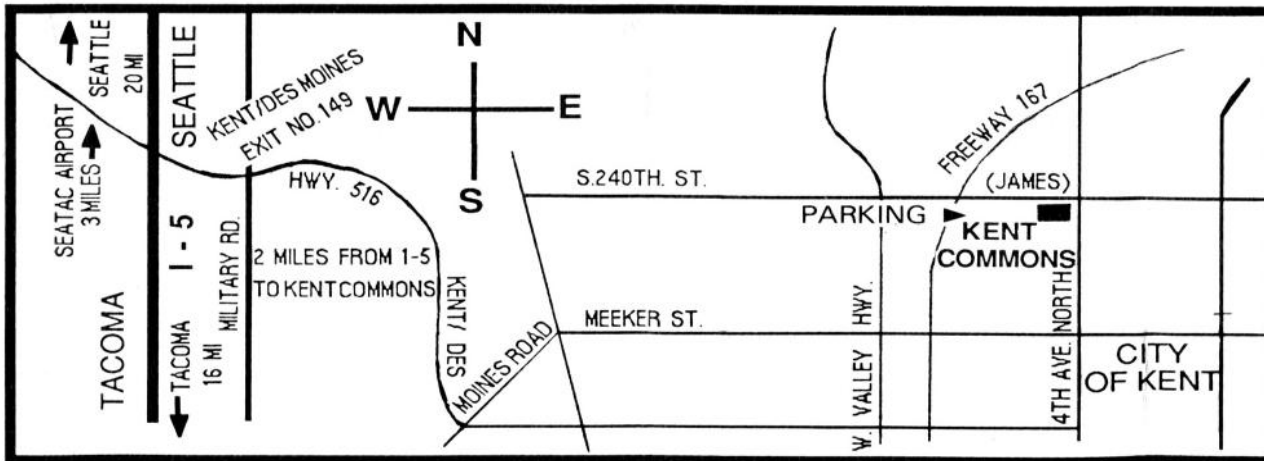 SEATTLE
20 MI
SEATAC AIRPORT
3 MILES
TACOMA
SEATTLE
I - 5
TACOMA
16 MI
MILITARY RD.
KENT/DES MOINES
EXIT NO. 149
HWY. 516
2 MILES FROM 1-5
TO KENT COMMONS
N
W E
S
KENT/ DES
MOINES ROAD
S.240TH. ST.
(JAMES)
PARKING
KENT
COMMONS
FREEWAY 167
MEEKER ST.
W. VALLEY HWY.
4TH AVE. NORTH
CITY
OF KENT